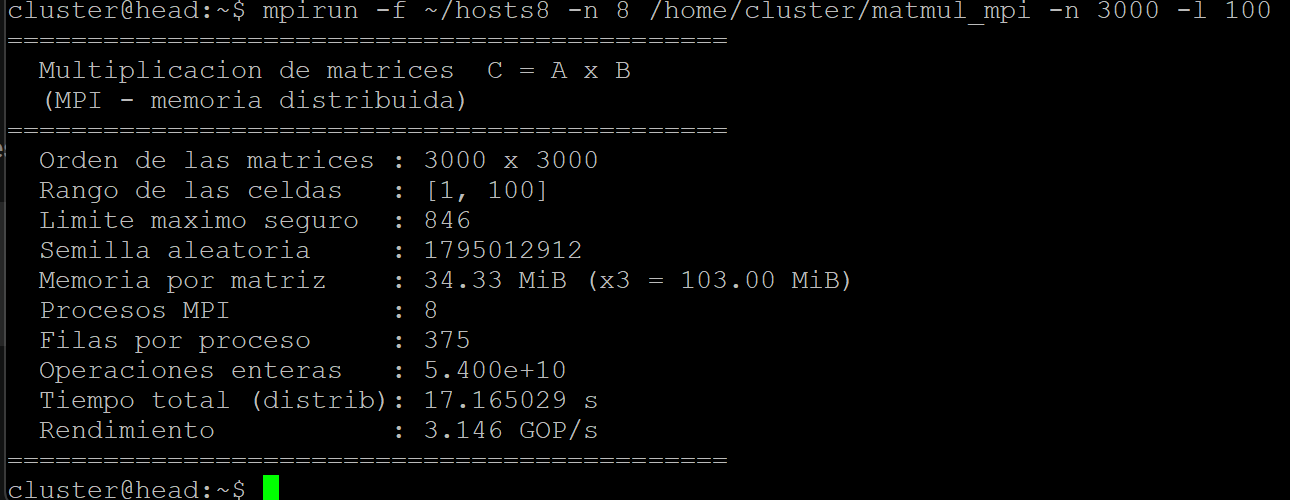 cluster@head:~$ mpirun -f ~/hosts8 -n 8 /home/cluster/matmul_mpi -n 3000 -l 100
=============================================
  Multiplicacion de matrices  C = A x B
  (MPI - memoria distribuida)
=============================================
  Orden de las matrices : 3000 x 3000
  Rango de las celdas   : [1, 100]
  Limite maximo seguro  : 846
  Semilla aleatoria     : 1795012912
  Memoria por matriz    : 34.33 MiB (x3 = 103.00 MiB)
  Procesos MPI          : 8
  Filas por proceso     : 375
  Operaciones enteras   : 5.400e+10
  Tiempo total (distrib): 17.165029 s
  Rendimiento           : 3.146 GOP/s
=============================================
cluster@head:~$